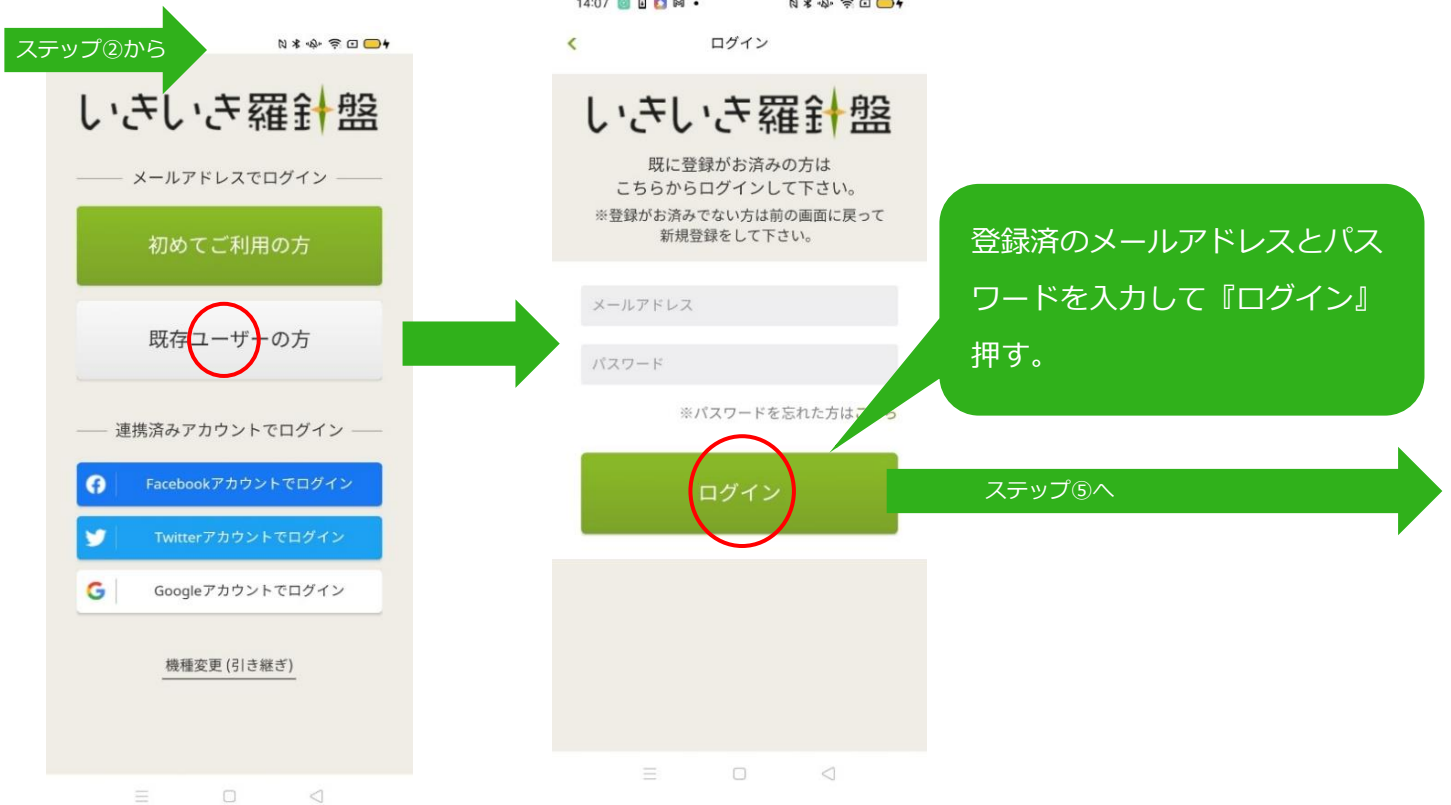 ステップ②から
いきいき羅針盤
メールアドレスでログイン
初めてご利用の方
既存ユーザーの方
連携済みアカウントでログイン
Facebookアカウントでログイン
Twitterアカウントでログイン
Googleアカウントでログイン
機種変更 (引き継ぎ)
14:07
ログイン
いきいき羅針盤
既に登録がお済みの方は
こちらからログインして下さい。
※登録がお済みでない方は前の画面に戻って
新規登録をして下さい。
メールアドレス
パスワード
※パスワードを忘れた方はこちら
ログイン
登録済のメールアドレスとパス
ワードを入力して『ログイン』
押す。
ステップ⑤へ